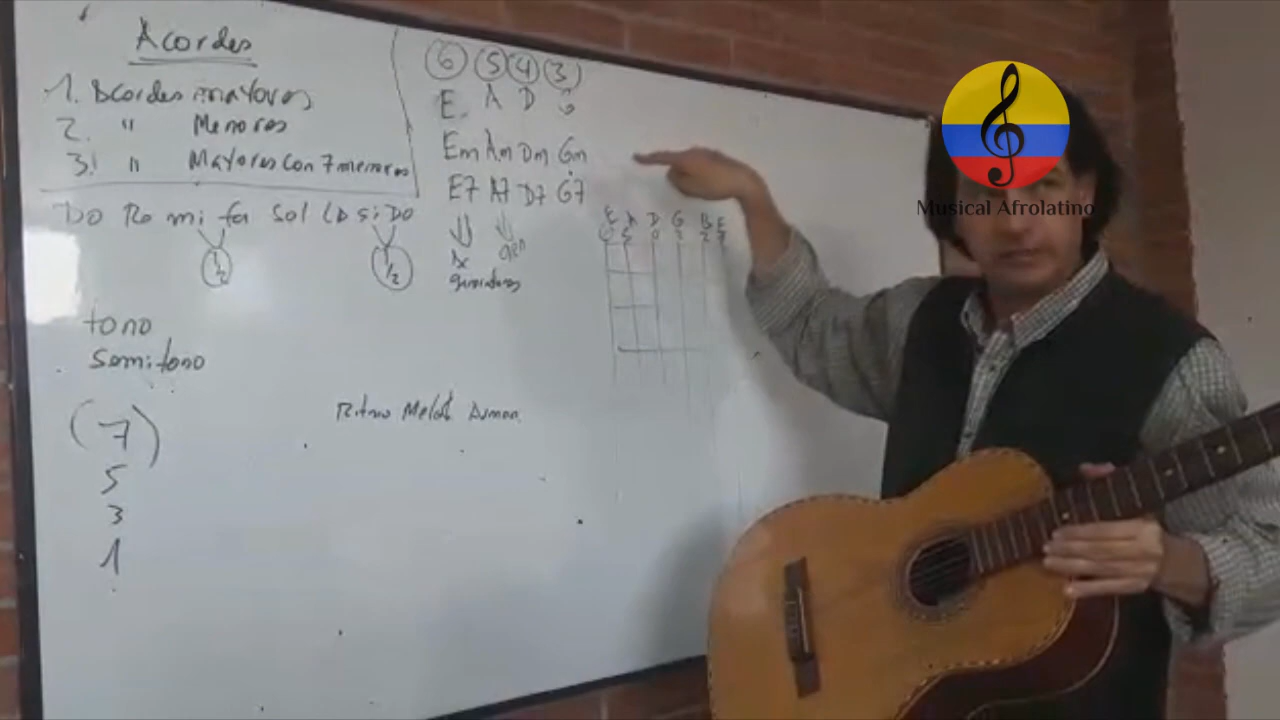 Acordes
1. Acordes mayores
2. " Menores
3. " Mayores con 7 menores
Do Re mi fa Sol La si Do
1/2 1/2
tono
Semitono
(7)
5
3
1
6 5 4 3
E A D G
Em Am Dm Gm
E7 A7 D7 G7
generadores
E A D G B E
Ritmo
Musical Afrolatino